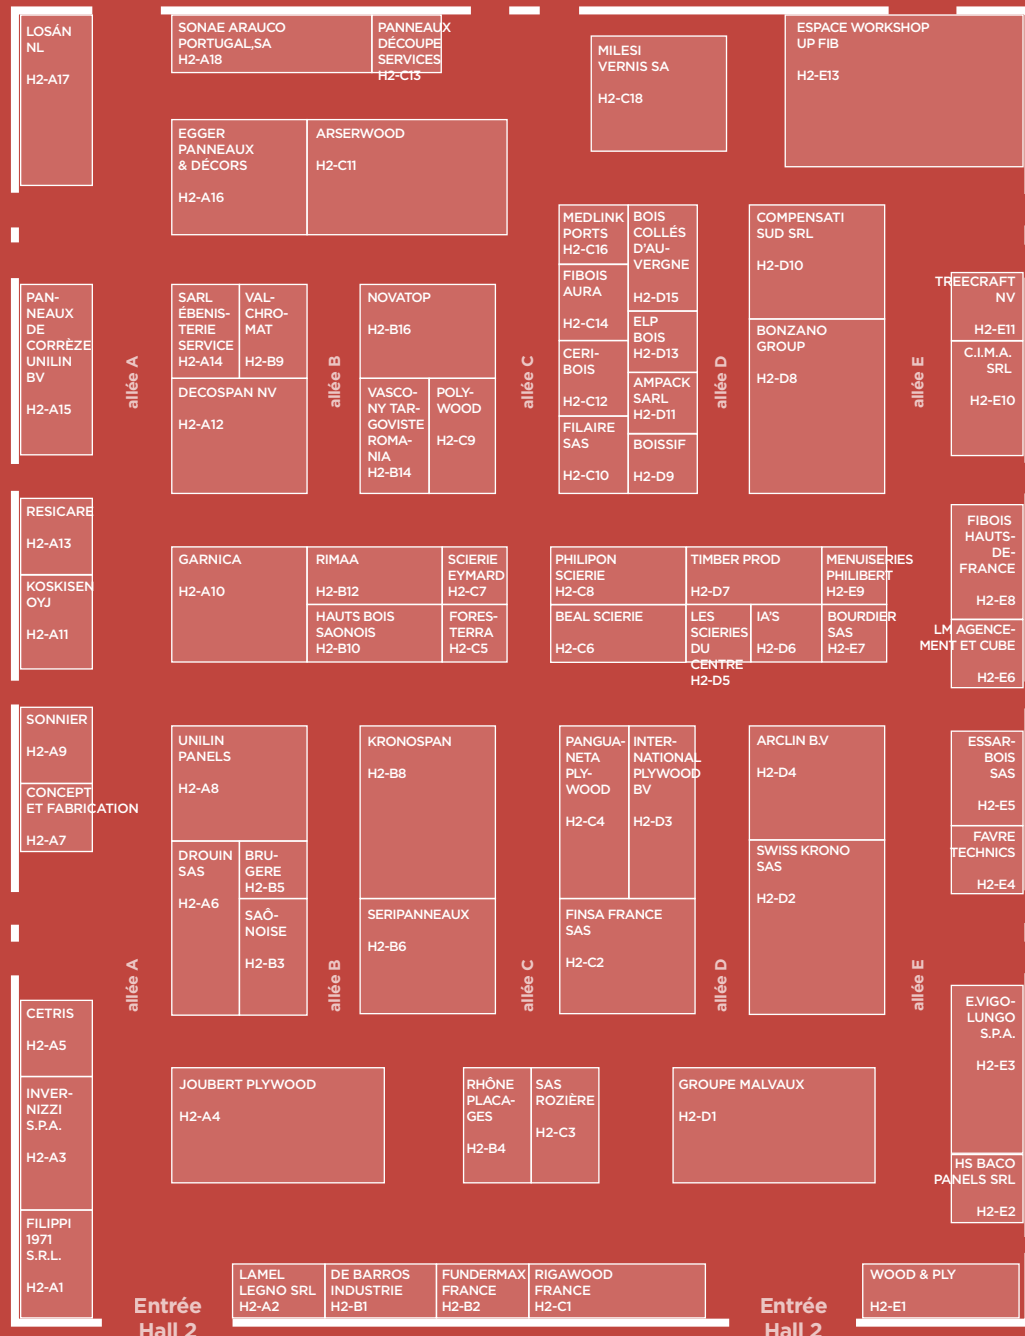 LOSÁN
NL
H2-A17
SONAE ARAUCO
PORTUGAL,SA
H2-A18
PANNEAUX
DÉCOUPE
SERVICES
H2-C13
MILESI
VERNIS SA
H2-C18
ESPACE WORKSHOP
UP FIB
H2-E13
EGGER
PANNEAUX
& DÉCORS
H2-A16
ARSERWOOD
H2-C11
MEDLINK
PORTS
H2-C16
BOIS
COLLÉS
D'AU-
VERGNE
H2-D15
COMPENSATI
SUD SRL
H2-D10
FIBOIS
AURA
H2-C14
TREECRAFT
NV
H2-E11
PAN-
NEAUX
DE
CORRÈZE
UNILIN
BV
H2-A15
allée A
SARL
ÉBENIS-
TERIE
SERVICE
H2-A14
VAL-
CHRO-
MAT
H2-B9
allée B
NOVATOP
H2-B16
allée C
ELP
BOIS
H2-D13
allée D
BONZANO
GROUP
H2-D8
allée E
C.I.M.A.
SRL
H2-E10
CERI-
BOIS
H2-C12
AMPACK
SARL
H2-D11
DECOSPAN NV
H2-A12
VASCO-
NY TAR-
GOVISTE
ROMA-
NIA
H2-B14
POLY-
WOOD
H2-C9
FILAIRE
SAS
H2-C10
BOISSIF
H2-D9
RESICARE
H2-A13
KOSKISEN
OYJ
H2-A11
GARNICA
H2-A10
RIMAA
H2-B12
SCIERIE
EYMARD
H2-C7
HAUTS BOIS
SAONOIS
H2-B10
FORES-
TERRA
H2-C5
PHILIPON
SCIERIE
H2-C8
TIMBER PROD
H2-D7
MENUISERIES
PHILIBERT
H2-E9
BEAL SCIERIE
H2-C6
LES
SCIERIES
DU
CENTRE
H2-D5
IA'S
H2-D6
BOURDIER
SAS
H2-E7
FIBOIS
HAUTS-
DE-
FRANCE
H2-E8
LM AGENCE-
MENT ET CUBE
H2-E6
SONNIER
H2-A9
CONCEPT
ET FABRICATION
H2-A7
UNILIN
PANELS
H2-A8
KRONOSPAN
H2-B8
PANGUA-
NETA
PLY-
WOOD
H2-C4
INTER-
NATIONAL
PLYWOOD
BV
H2-D3
ARCLIN B.V
H2-D4
ESSAR-
BOIS
SAS
H2-E5
FAVRE
TECHNICS
H2-E4
DROUIN
SAS
H2-A6
BRU-
GERE
H2-B5
SAÔ-
NOISE
H2-B3
SERIPANNEAUX
H2-B6
FINSA FRANCE
SAS
H2-C2
SWISS KRONO
SAS
H2-D2
allée A
allée B
allée C
allée D
allée E
CETRIS
H2-A5
INVER-
NIZZI
S.P.A.
H2-A3
FILIPPI
1971
S.R.L.
H2-A1
JOUBERT PLYWOOD
H2-A4
RHÔNE
PLACA-
GES
H2-B4
SAS
ROZIÈRE
H2-C3
GROUPE MALVAUX
H2-D1
E.VIGO-
LUNGO
S.P.A.
H2-E3
HS BACO
PANELS SRL
H2-E2
LAMEL
LEGNO SRL
H2-A2
DE BARROS
INDUSTRIE
H2-B1
FUNDERMAX
FRANCE
H2-B2
RIGAWOOD
FRANCE
H2-C1
WOOD & PLY
H2-E1
Entrée
Hall 2
Entrée
Hall 2